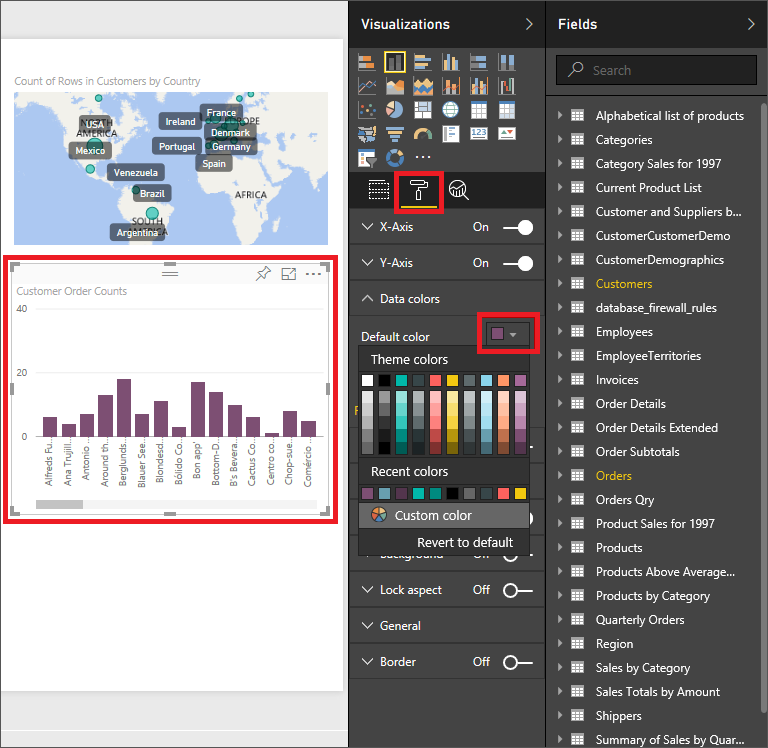 Count of Rows in Customers by Country
USA
NORTH
AMERICA
Mexico
Ireland
France
EUROPE
Denmark
Portugal
Germany
Spain
Venezuela
Brazil
AFRICA
SOUTH
AMERICA
Argentina
Customer Order Counts
40
20
0
Alfreds Fu...
Ana Trujill...
Antonio ...
Around th...
Berglunds...
Blauer See...
Blondesd...
Bólido Co...
Bon app'
Bottom-D...
B's Bevera...
Cactus Co...
Centro co...
Chop-sue...
Comércio ...
Visualizations
X-Axis On
Y-Axis On
Data colors
Default color
Theme colors
Recent colors
Custom color
Revert to default
Background Off
Lock aspect Off
General
Border Off
Fields
Search
Alphabetical list of products
Categories
Category Sales for 1997
Current Product List
Customer and Suppliers b...
CustomerCustomerDemo
CustomerDemographics
Customers
database_firewall_rules
Employees
EmployeeTerritories
Invoices
Order Details
Order Details Extended
Order Subtotals
Orders
Orders Qry
Product Sales for 1997
Products
Products Above Average...
Products by Category
Quarterly Orders
Region
Sales by Category
Sales Totals by Amount
Shippers
Summary of Sales by Quar...